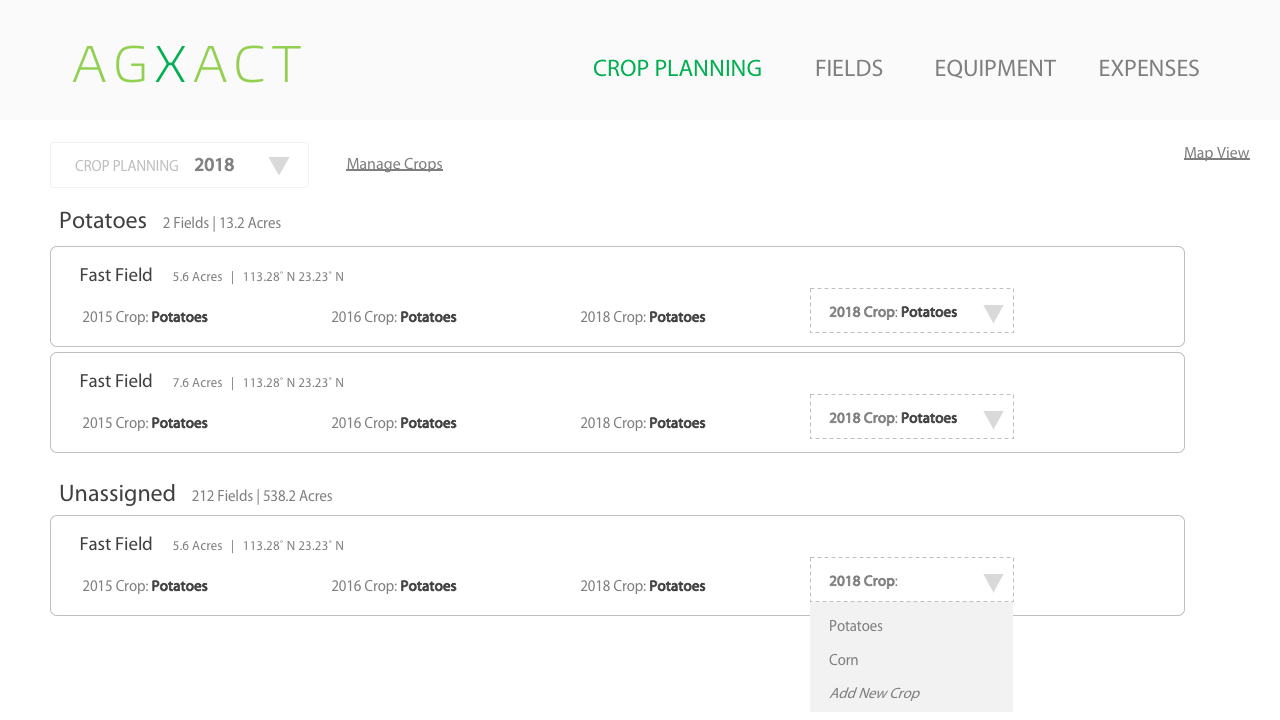 AGXACT
CROP PLANNING FIELDS EQUIPMENT EXPENSES
CROP PLANNING 2018
Manage Crops
Map View
Potatoes 2 Fields | 13.2 Acres
Fast Field 5.6 Acres | 113.28° N 23.23° N
2015 Crop: Potatoes 2016 Crop: Potatoes 2018 Crop: Potatoes 2018 Crop: Potatoes
Fast Field 7.6 Acres | 113.28° N 23.23° N
2015 Crop: Potatoes 2016 Crop: Potatoes 2018 Crop: Potatoes 2018 Crop: Potatoes
Unassigned 212 Fields | 538.2 Acres
Fast Field 5.6 Acres | 113.28° N 23.23° N
2015 Crop: Potatoes 2016 Crop: Potatoes 2018 Crop: Potatoes 2018 Crop:
Potatoes
Corn
Add New Crop